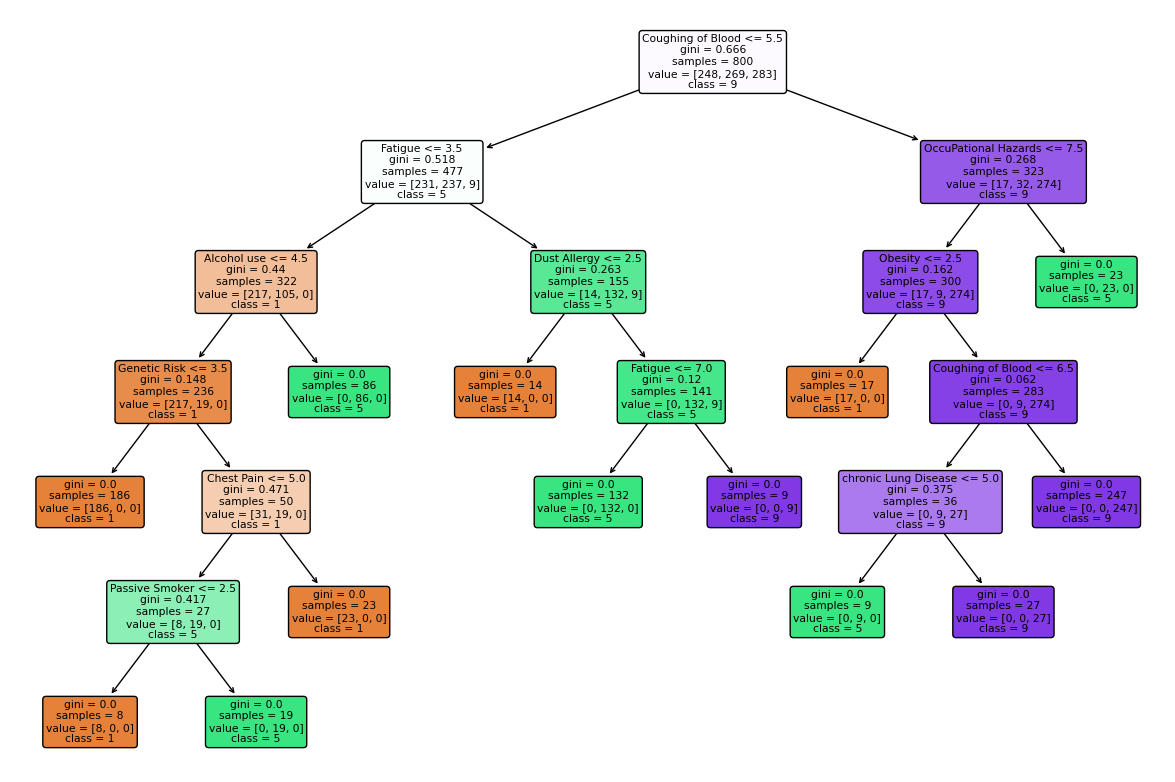 Coughing of Blood <= 5.5
gini = 0.666
samples = 800
value = [248, 269, 283]
class = 9
Fatigue <= 3.5
gini = 0.518
samples = 477
value = [231, 237, 9]
class = 5
OccuPational Hazards <= 7.5
gini = 0.268
samples = 323
value = [17, 32, 274]
class = 9
Alcohol use <= 4.5
gini = 0.44
samples = 322
value = [217, 105, 0]
class = 1
Dust Allergy <= 2.5
gini = 0.263
samples = 155
value = [14, 132, 9]
class = 5
Obesity <= 2.5
gini = 0.162
samples = 300
value = [17, 9, 274]
class = 9
gini = 0.0
samples = 23
value = [0, 23, 0]
class = 5
Genetic Risk <= 3.5
gini = 0.148
samples = 236
value = [217, 19, 0]
class = 1
gini = 0.0
samples = 86
value = [0, 86, 0]
class = 5
gini = 0.0
samples = 14
value = [14, 0, 0]
class = 1
Fatigue <= 7.0
gini = 0.12
samples = 141
value = [0, 132, 9]
class = 5
gini = 0.0
samples = 17
value = [17, 0, 0]
class = 1
Coughing of Blood <= 6.5
gini = 0.062
samples = 283
value = [0, 9, 274]
class = 9
gini = 0.0
samples = 186
value = [186, 0, 0]
class = 1
Chest Pain <= 5.0
gini = 0.471
samples = 50
value = [31, 19, 0]
class = 1
gini = 0.0
samples = 132
value = [0, 132, 0]
class = 5
gini = 0.0
samples = 9
value = [0, 0, 9]
class = 9
chronic Lung Disease <= 5.0
gini = 0.375
samples = 36
value = [0, 9, 27]
class = 9
gini = 0.0
samples = 247
value = [0, 0, 247]
class = 9
Passive Smoker <= 2.5
gini = 0.417
samples = 27
value = [8, 19, 0]
class = 5
gini = 0.0
samples = 23
value = [23, 0, 0]
class = 1
gini = 0.0
samples = 9
value = [0, 9, 0]
class = 5
gini = 0.0
samples = 27
value = [0, 0, 27]
class = 9
gini = 0.0
samples = 8
value = [8, 0, 0]
class = 1
gini = 0.0
samples = 19
value = [0, 19, 0]
class = 5